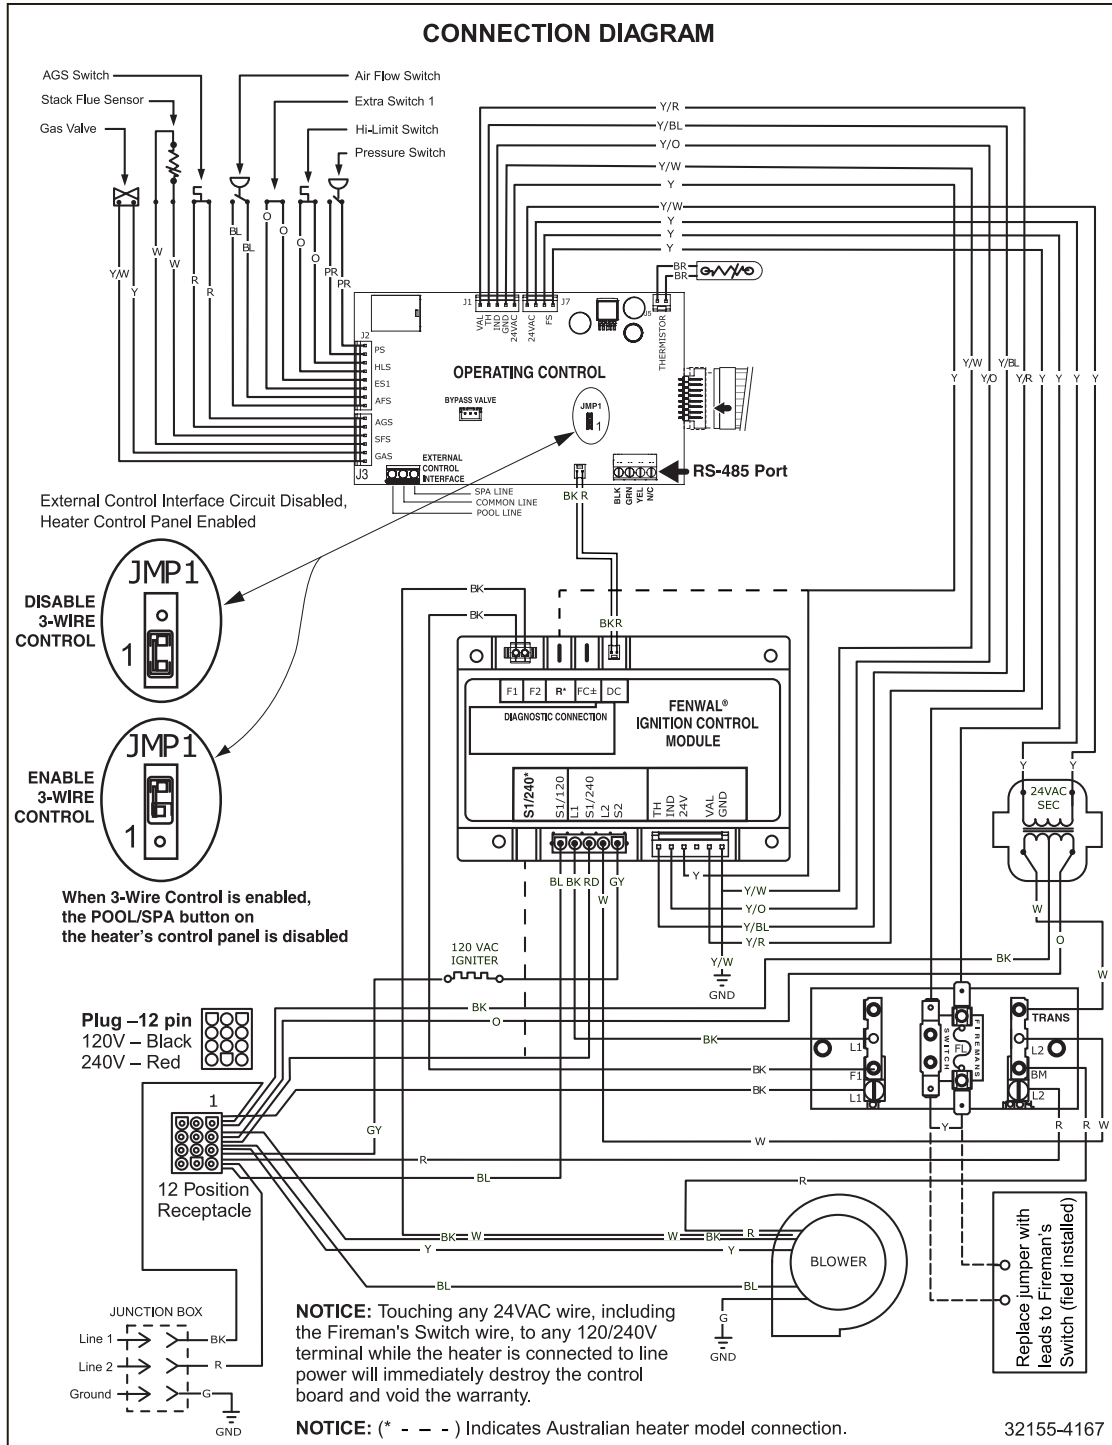 CONNECTION DIAGRAM
AGS Switch
Stack Flue Sensor
Gas Valve
Air Flow Switch
Extra Switch 1
Hi-Limit Switch
Pressure Switch
Y/R
Y/BL
Y/O
Y/W
Y
Y/W
Y
Y
Y
O
BL
O
BL
O
W
O
W
PR
Y/W
Y
R
R
PR
BR
BR
J1
J7
J5
VAL
TH
IND
GND
24VAC
24VAC
FS
THERMISTOR
J2
PS
HLS
ES1
AFS
AGS
SFS
GAS
J3
OPERATING CONTROL
BYPASS VALVE
JMP1
1
EXTERNAL
CONTROL
INTERFACE
SPA LINE
COMMON LINE
POOL LINE
BK R
BLK
GRN
YEL
N/C
RS-485 Port
Y/W
Y/BL
Y
Y/O
Y/R
Y
Y
Y
Y
External Control Interface Circuit Disabled,
Heater Control Panel Enabled
JMP1
DISABLE
3-WIRE
CONTROL
1
JMP1
ENABLE
3-WIRE
CONTROL
1
When 3-Wire Control is enabled,
the POOL/SPA button on
the heater's control panel is disabled
BK
BK
BKR
F1
F2
R*
FC±
DC
DIAGNOSTIC CONNECTION
FENWAL®
IGNITION CONTROL
MODULE
S1/240*
S1/120
L1
S1/240
L2
S2
TH
IND
24V
VAL
GND
BL BK RD
W
GY
Y
Y/W
Y/O
Y/BL
Y/R
Y/W
GND
Y
Y
24VAC
SEC
W
O
W
120 VAC
IGNITER
BK
BK
O
BK
BK
BK
Plug –12 pin
120V – Black
240V – Red
1
12 Position
Receptacle
GY
R
BL
W
TRANS
L1
F1
L1
SWITCH
FL
FIREMANS
L2
BM
L2
Y
R
R
W
R
BK
W
W
BK
R
Y
Y
BL
BL
BLOWER
G
GND
Replace jumper with
leads to Fireman's
Switch (field installed)
JUNCTION BOX
Line 1
BK
Line 2
R
Ground
G
GND
NOTICE: Touching any 24VAC wire, including
the Fireman's Switch wire, to any 120/240V
terminal while the heater is connected to line
power will immediately destroy the control
board and void the warranty.
NOTICE: (* - - - ) Indicates Australian heater model connection.
32155-4167